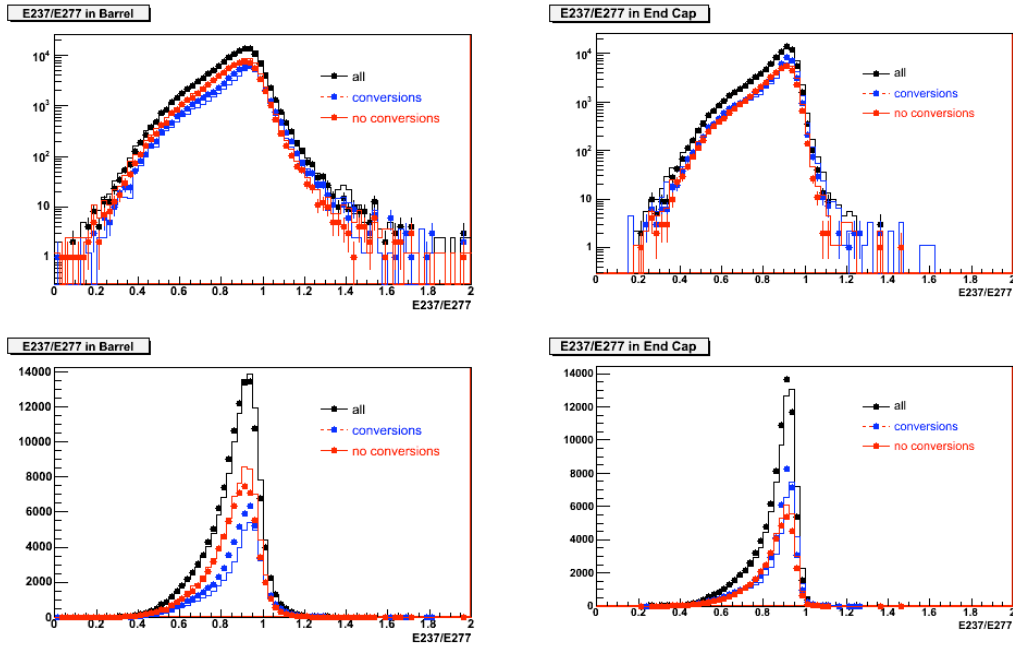 E237/E277 in Barrel
10⁴
10³
10²
10
1
all
conversions
no conversions
0 0.2 0.4 0.6 0.8 1 1.2 1.4 1.6 1.8 2
E237/E277
E237/E277 in End Cap
10⁴
10³
10²
10
1
all
conversions
no conversions
0 0.2 0.4 0.6 0.8 1 1.2 1.4 1.6 1.8 2
E237/E277
E237/E277 in Barrel
14000
12000
10000
8000
6000
4000
2000
0
all
conversions
no conversions
0 0.2 0.4 0.6 0.8 1 1.2 1.4 1.6 1.8 2
E237/E277
E237/E277 in End Cap
14000
12000
10000
8000
6000
4000
2000
0
all
conversions
no conversions
0 0.2 0.4 0.6 0.8 1 1.2 1.4 1.6 1.8 2
E237/E277